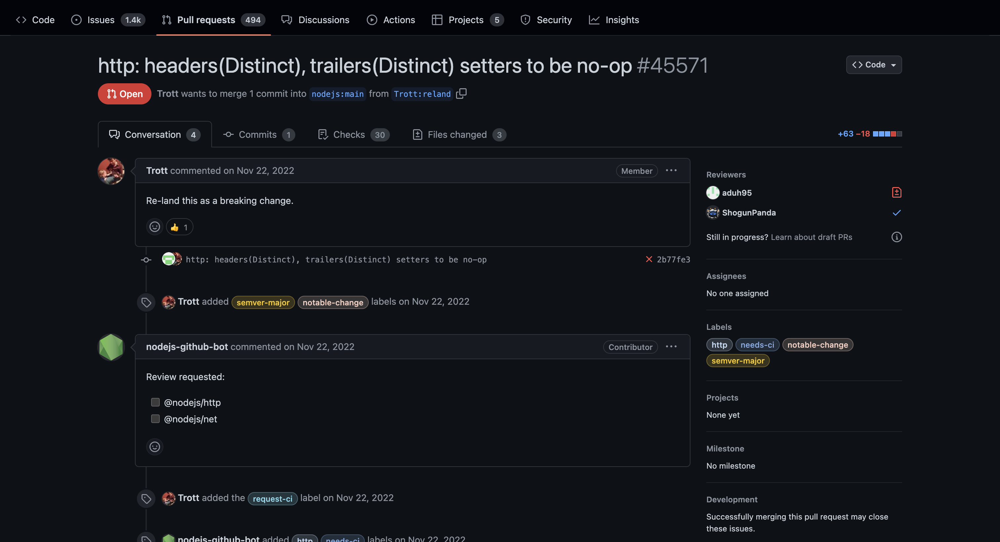 Code Issues 1.4k Pull requests 494 Discussions Actions Projects 5 Security Insights
http: headers(Distinct), trailers(Distinct) setters to be no-op #45571
Code
Open Trott wants to merge 1 commit into nodejs:main from Trott:reland
Conversation 4 Commits 1 Checks 30 Files changed 3
+63 −18
Trott commented on Nov 22, 2022
Member
Re-land this as a breaking change.
👍 1
http: headers(Distinct), trailers(Distinct) setters to be no-op
2b77fe3
Trott added semver-major notable-change labels on Nov 22, 2022
nodejs-github-bot commented on Nov 22, 2022
Contributor
Review requested:
@nodejs/http
@nodejs/net
Trott added the request-ci label on Nov 22, 2022
nodejs-github-bot added http needs-ci labels on Nov 22, 2022
Reviewers
aduh95
ShogunPanda
Still in progress? Learn about draft PRs
Assignees
No one assigned
Labels
http needs-ci notable-change
semver-major
Projects
None yet
Milestone
No milestone
Development
Successfully merging this pull request may close
these issues.